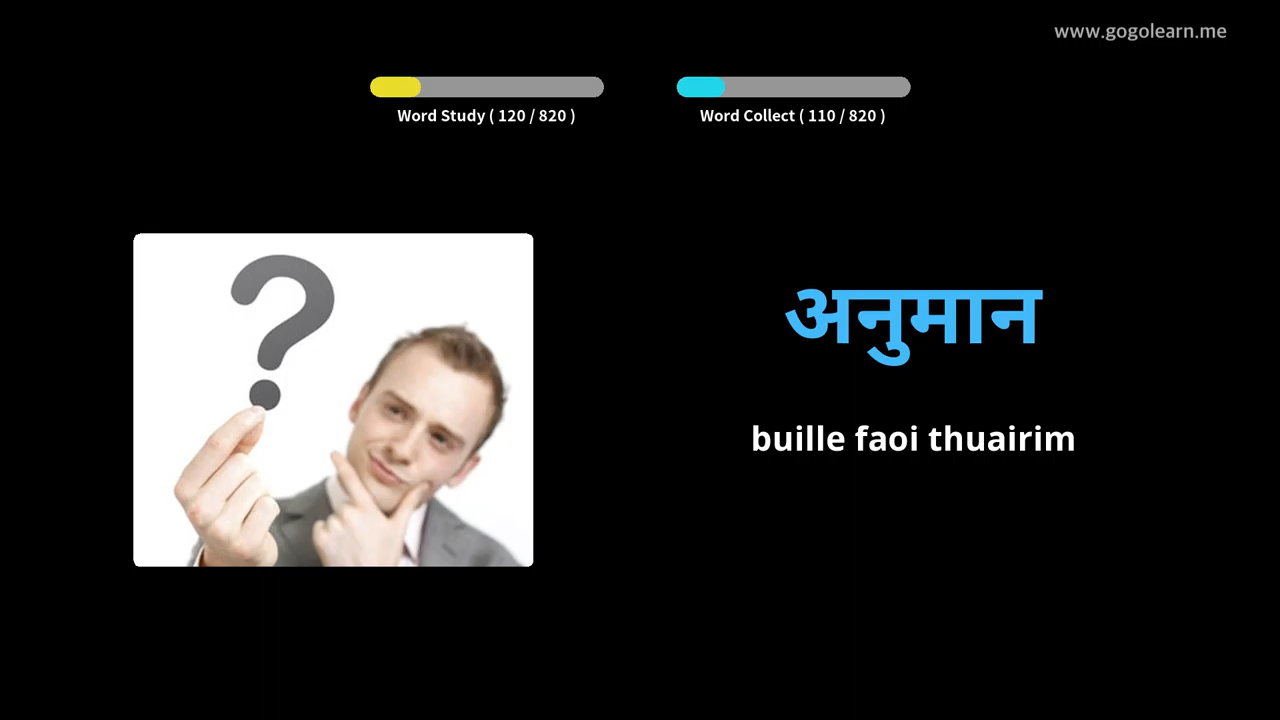 www.gogolearn.me
Word Study ( 120 / 820 )
Word Collect ( 110 / 820 )
अनुमान
buille faoi thuairim